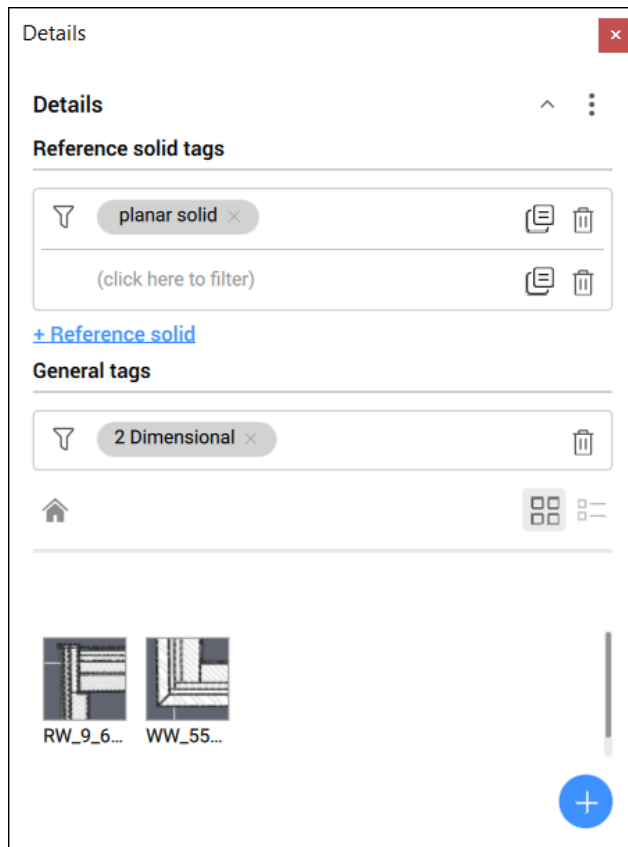 Details
Details
Reference solid tags
planar solid
(click here to filter)
+ Reference solid
General tags
2 Dimensional
RW_9_6... WW_55...